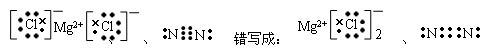 [:Cl:]⁻ Mg²⁺ [:Cl:]⁻ 、 :N⋮⋮N: 错写成: Mg²⁺ [:Cl:]₂⁻ 、 :N⋮⋮N: